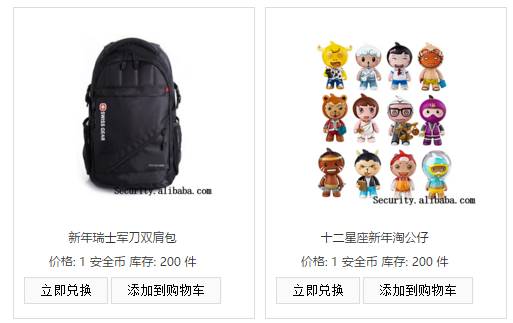 SWISS GEAR
Security.alibaba.com
新年瑞士军刀双肩包
价格: 1 安全币 库存: 200 件
立即兑换
添加到购物车
Security.alibaba.com
十二星座新年淘公仔
价格: 1 安全币 库存: 200 件
立即兑换
添加到购物车